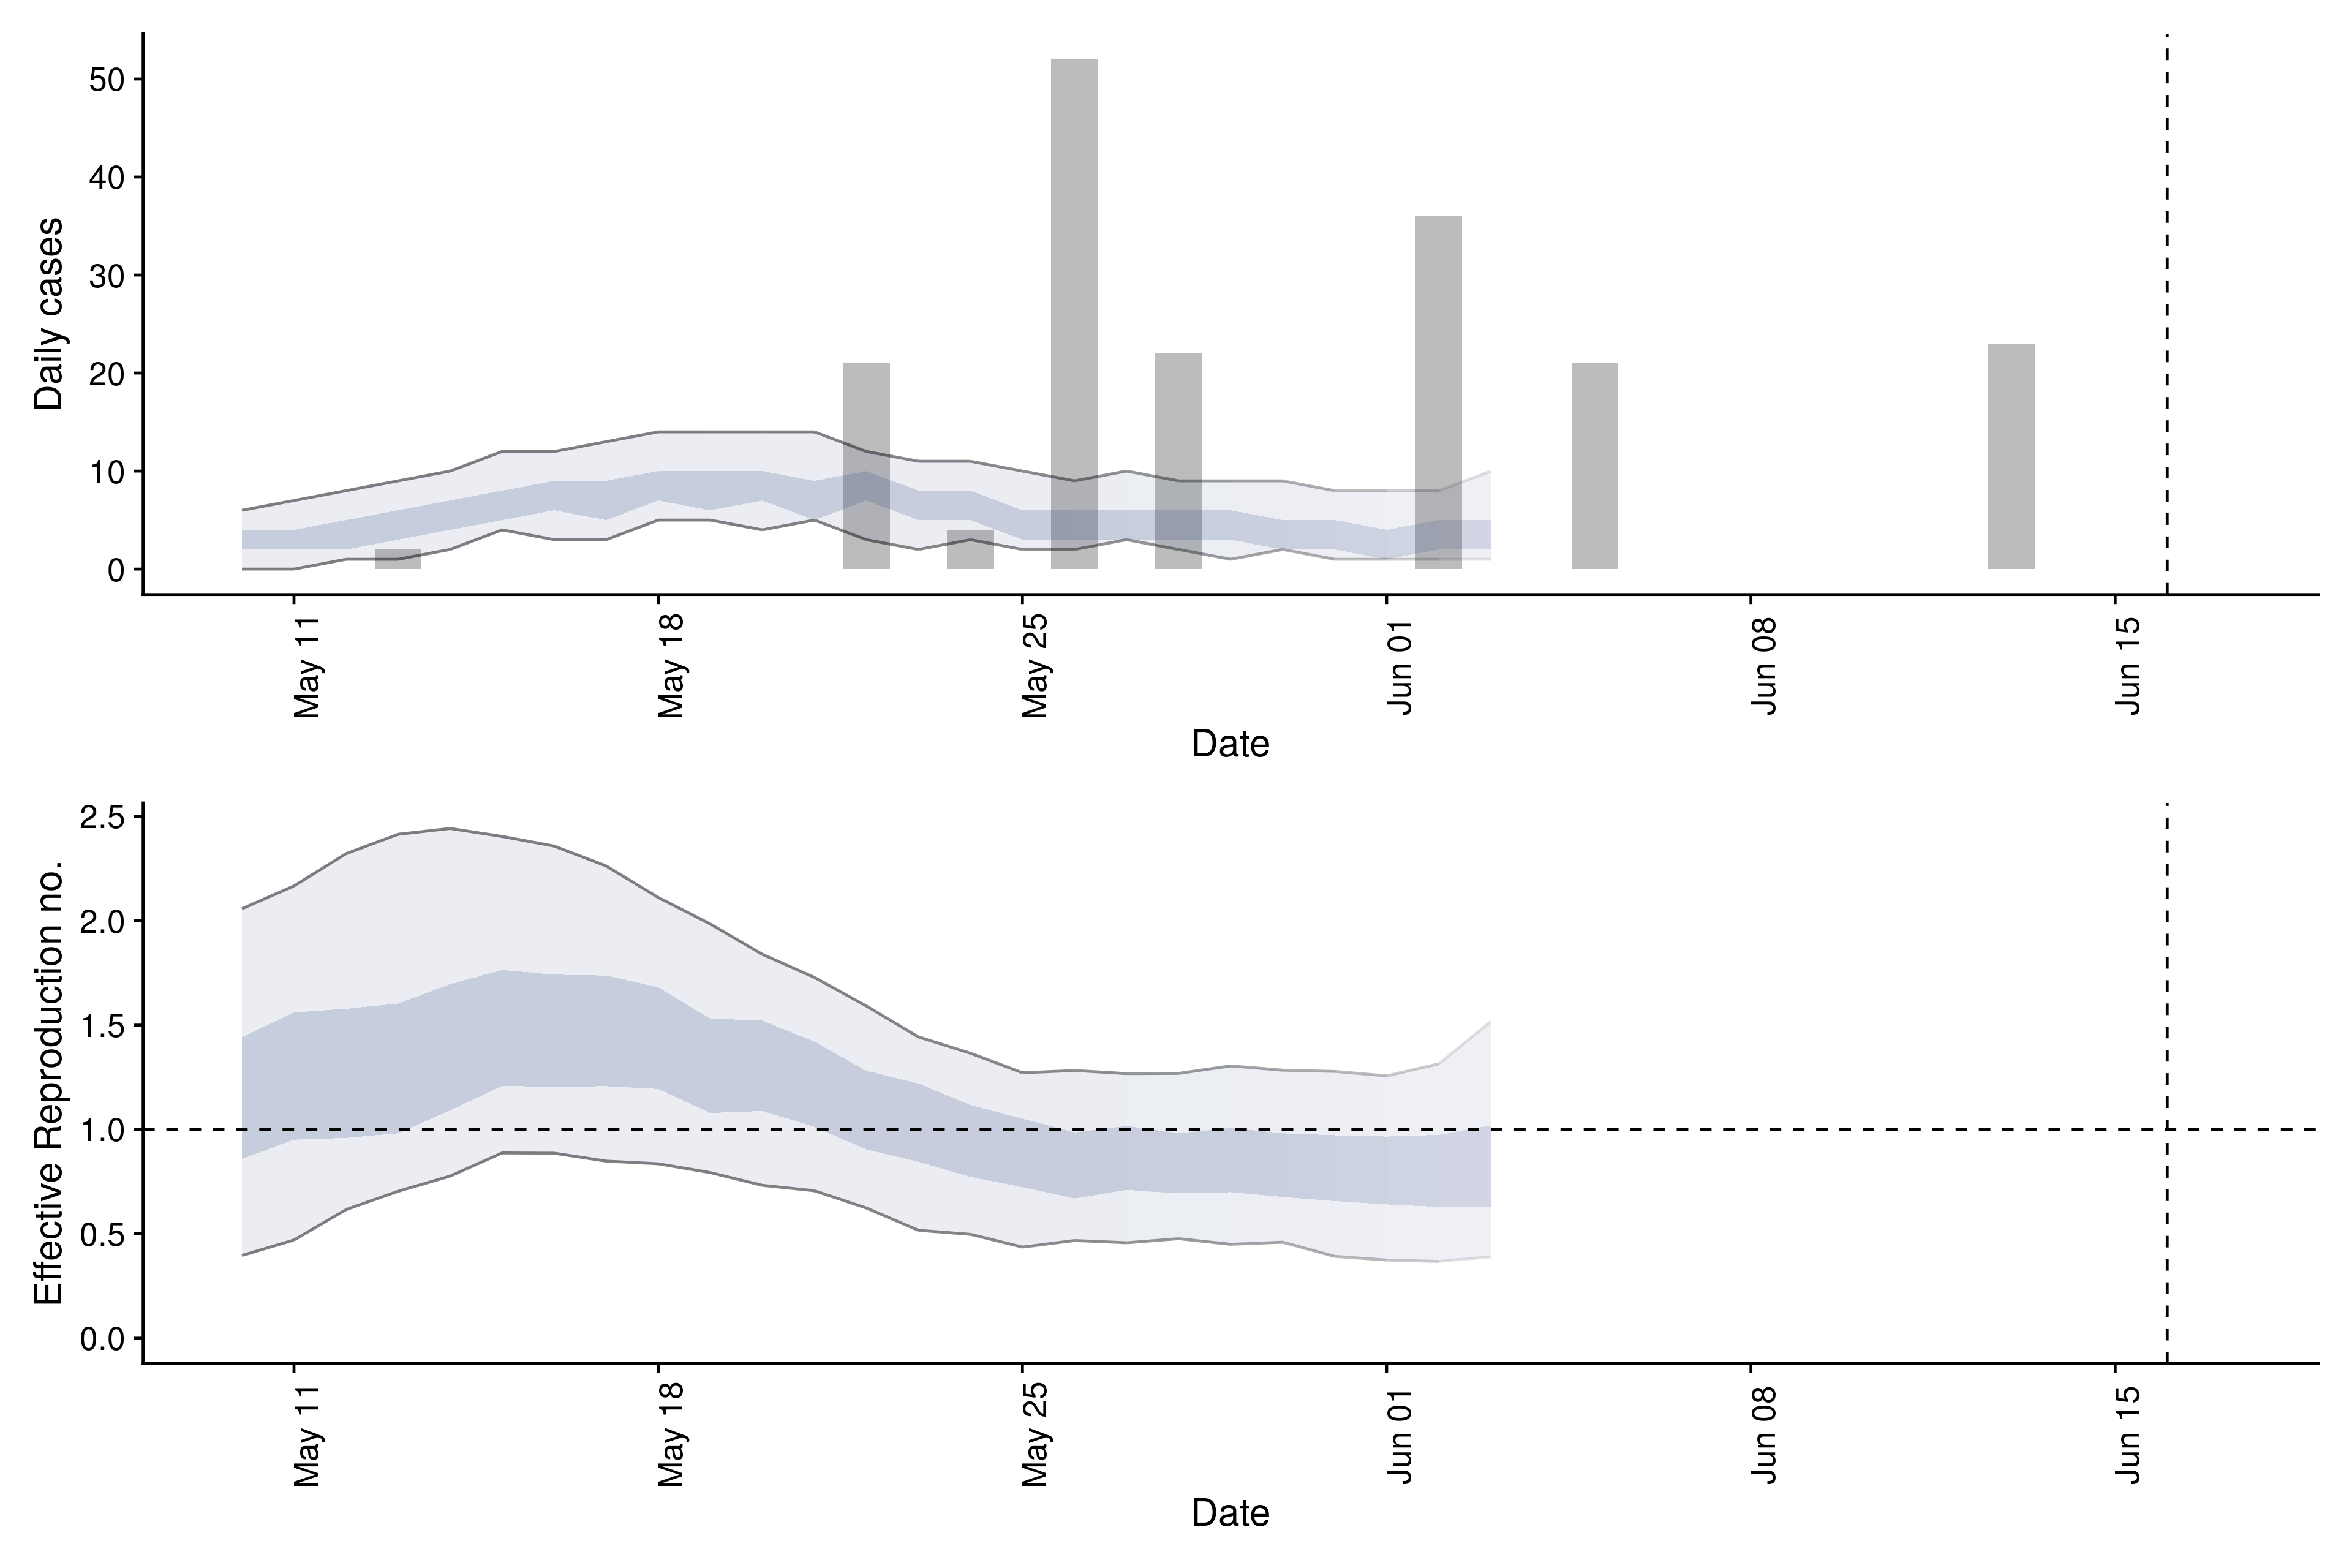 Daily cases
50
40
30
20
10
0
May 11
May 18
May 25
Jun 01
Jun 08
Jun 15
Date
Effective Reproduction no.
2.5
2.0
1.5
1.0
0.5
0.0
May 11
May 18
May 25
Jun 01
Jun 08
Jun 15
Date